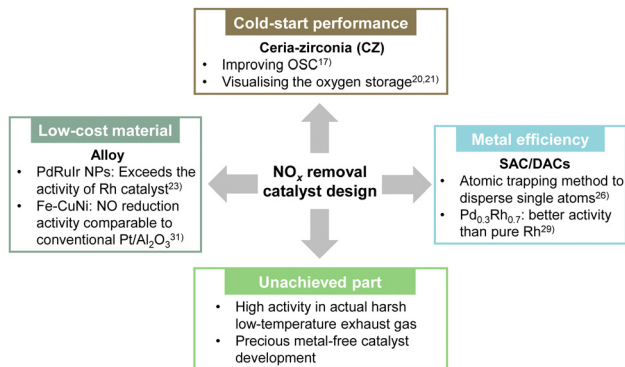 Cold-start performance
Ceria-zirconia (CZ)
• Improving OSC17)
• Visualising the oxygen storage20,21)
Low-cost material
Alloy
• PdRuIr NPs: Exceeds the
activity of Rh catalyst23)
• Fe-CuNi: NO reduction
activity comparable to
conventional Pt/Al2O331)
NOx removal
catalyst design
Metal efficiency
SAC/DACs
• Atomic trapping method to
disperse single atoms26)
• Pd0.3Rh0.7: better activity
than pure Rh29)
Unachieved part
• High activity in actual harsh
low-temperature exhaust gas
• Precious metal-free catalyst
development